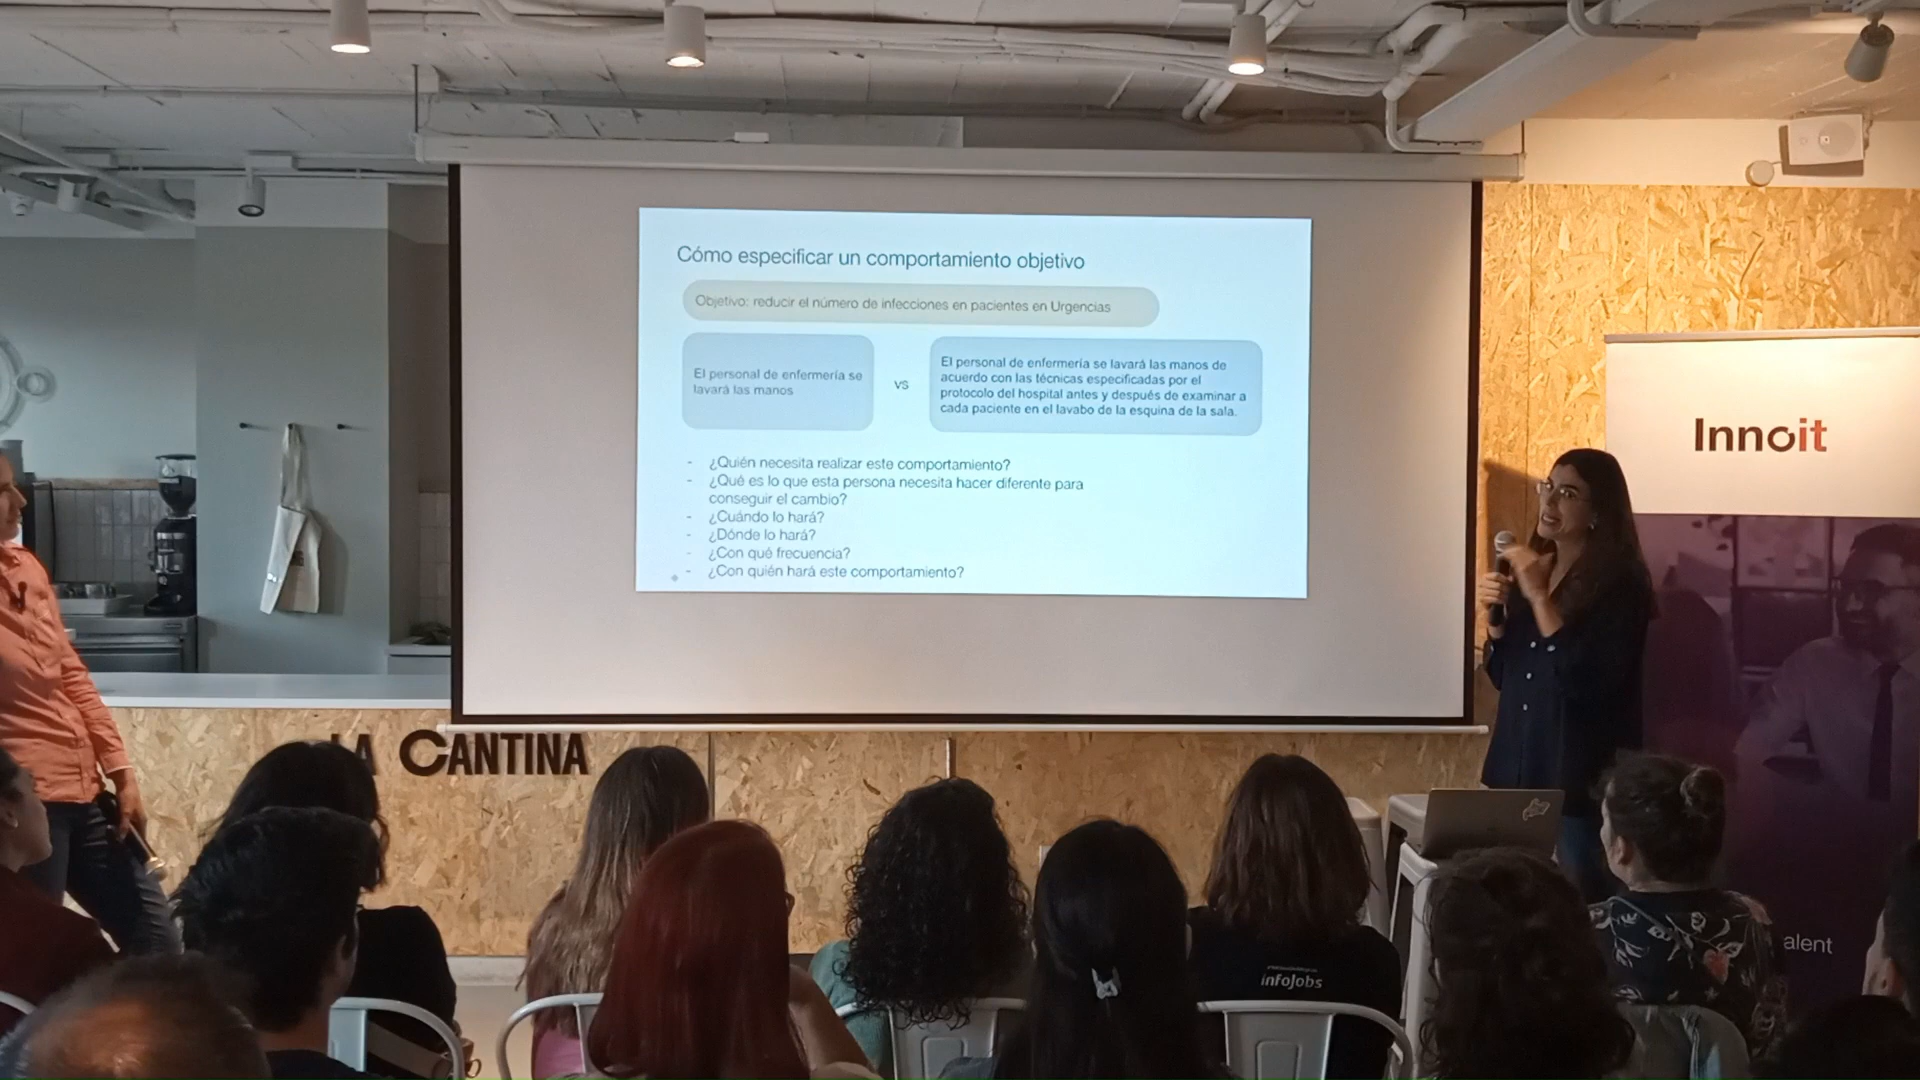 Cómo especificar un comportamiento objetivo
Objetivo: reducir el número de infecciones en pacientes en Urgencias
El personal de enfermería se
lavará las manos
vs
El personal de enfermería se lavará las manos de
acuerdo con las técnicas especificadas por el
protocolo del hospital antes y después de examinar a
cada paciente en el lavabo de la esquina de la sala.
- ¿Quién necesita realizar este comportamiento?
- ¿Qué es lo que esta persona necesita hacer diferente para
conseguir el cambio?
- ¿Cuándo lo hará?
- ¿Dónde lo hará?
- ¿Con qué frecuencia?
- ¿Con quién hará este comportamiento?
Innoit
LA CANTINA
alent
infoJobs